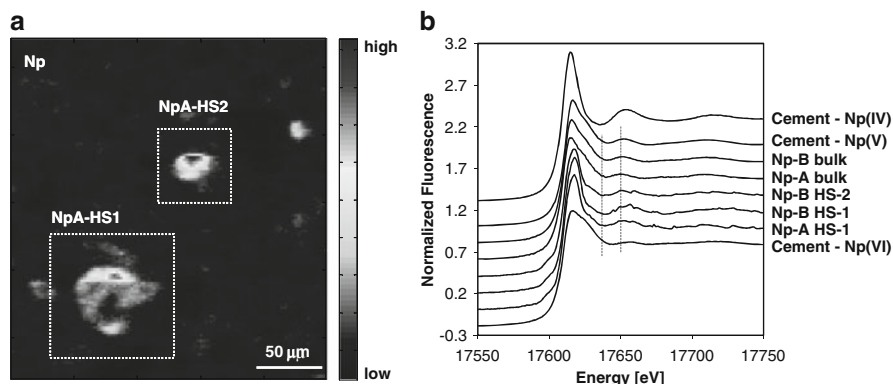 a
Np
NpA-HS2
NpA-HS1
50 µm
high
low
b
Normalized Fluorescence
3.2
2.7
2.2
1.7
1.2
0.7
0.2
-0.3
17550
17600
17650
17700
17750
Energy [eV]
Cement - Np(IV)
Cement - Np(V)
Np-B bulk
Np-A bulk
Np-B HS-2
Np-B HS-1
Np-A HS-1
Cement - Np(VI)